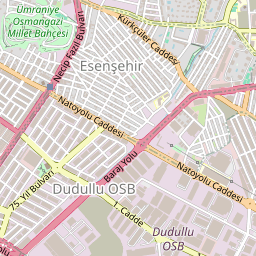 Ümraniye
Osmangazi
Millet Bahçesi
Necip Fazıl Bulvarı
Kürkçüler Caddesi
Esenşehir
Natoyolu Caddesi
Baraj Yolu
Natoyolu Caddesi
75. Yıl Bulvarı
Dudullu OSB
1. Cadde
Dudullu
OSB